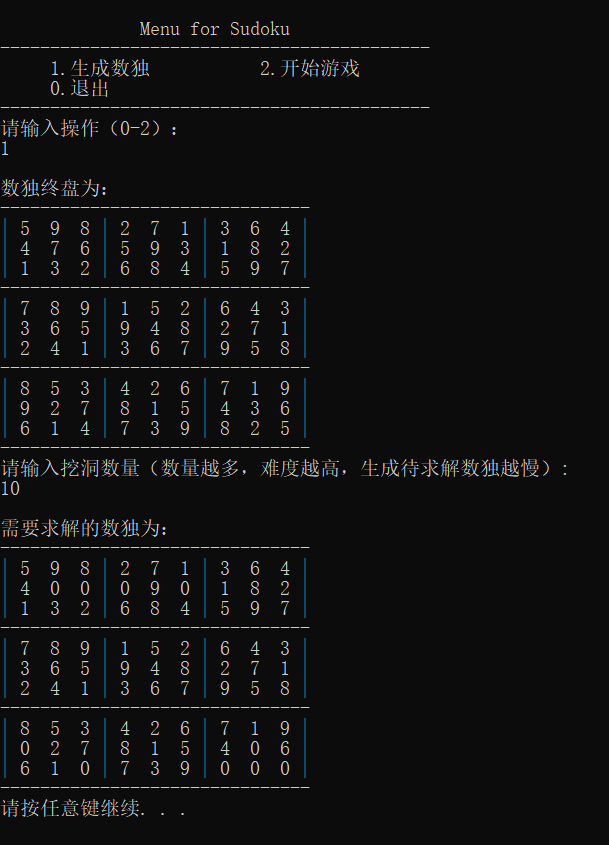 Menu for Sudoku
-------------------------------------------
1.生成数独 2.开始游戏
0.退出
-------------------------------------------
请输入操作（0-2）：
1
数独终盘为：
-------------------------------
| 5 9 8 | 2 7 1 | 3 6 4 |
| 4 7 6 | 5 9 3 | 1 8 2 |
| 1 3 2 | 6 8 4 | 5 9 7 |
-------------------------------
| 7 8 9 | 1 5 2 | 6 4 3 |
| 3 6 5 | 9 4 8 | 2 7 1 |
| 2 4 1 | 3 6 7 | 9 5 8 |
-------------------------------
| 8 5 3 | 4 2 6 | 7 1 9 |
| 9 2 7 | 8 1 5 | 4 3 6 |
| 6 1 4 | 7 3 9 | 8 2 5 |
-------------------------------
请输入挖洞数量（数量越多，难度越高，生成待求解数独越慢）：
10
需要求解的数独为：
-------------------------------
| 5 9 8 | 2 7 1 | 3 6 4 |
| 4 0 0 | 0 9 0 | 1 8 2 |
| 1 3 2 | 6 8 4 | 5 9 7 |
-------------------------------
| 7 8 9 | 1 5 2 | 6 4 3 |
| 3 6 5 | 9 4 8 | 2 7 1 |
| 2 4 1 | 3 6 7 | 9 5 8 |
-------------------------------
| 8 5 3 | 4 2 6 | 7 1 9 |
| 0 2 7 | 8 1 5 | 4 0 6 |
| 6 1 0 | 7 3 9 | 0 0 0 |
-------------------------------
请按任意键继续. . .